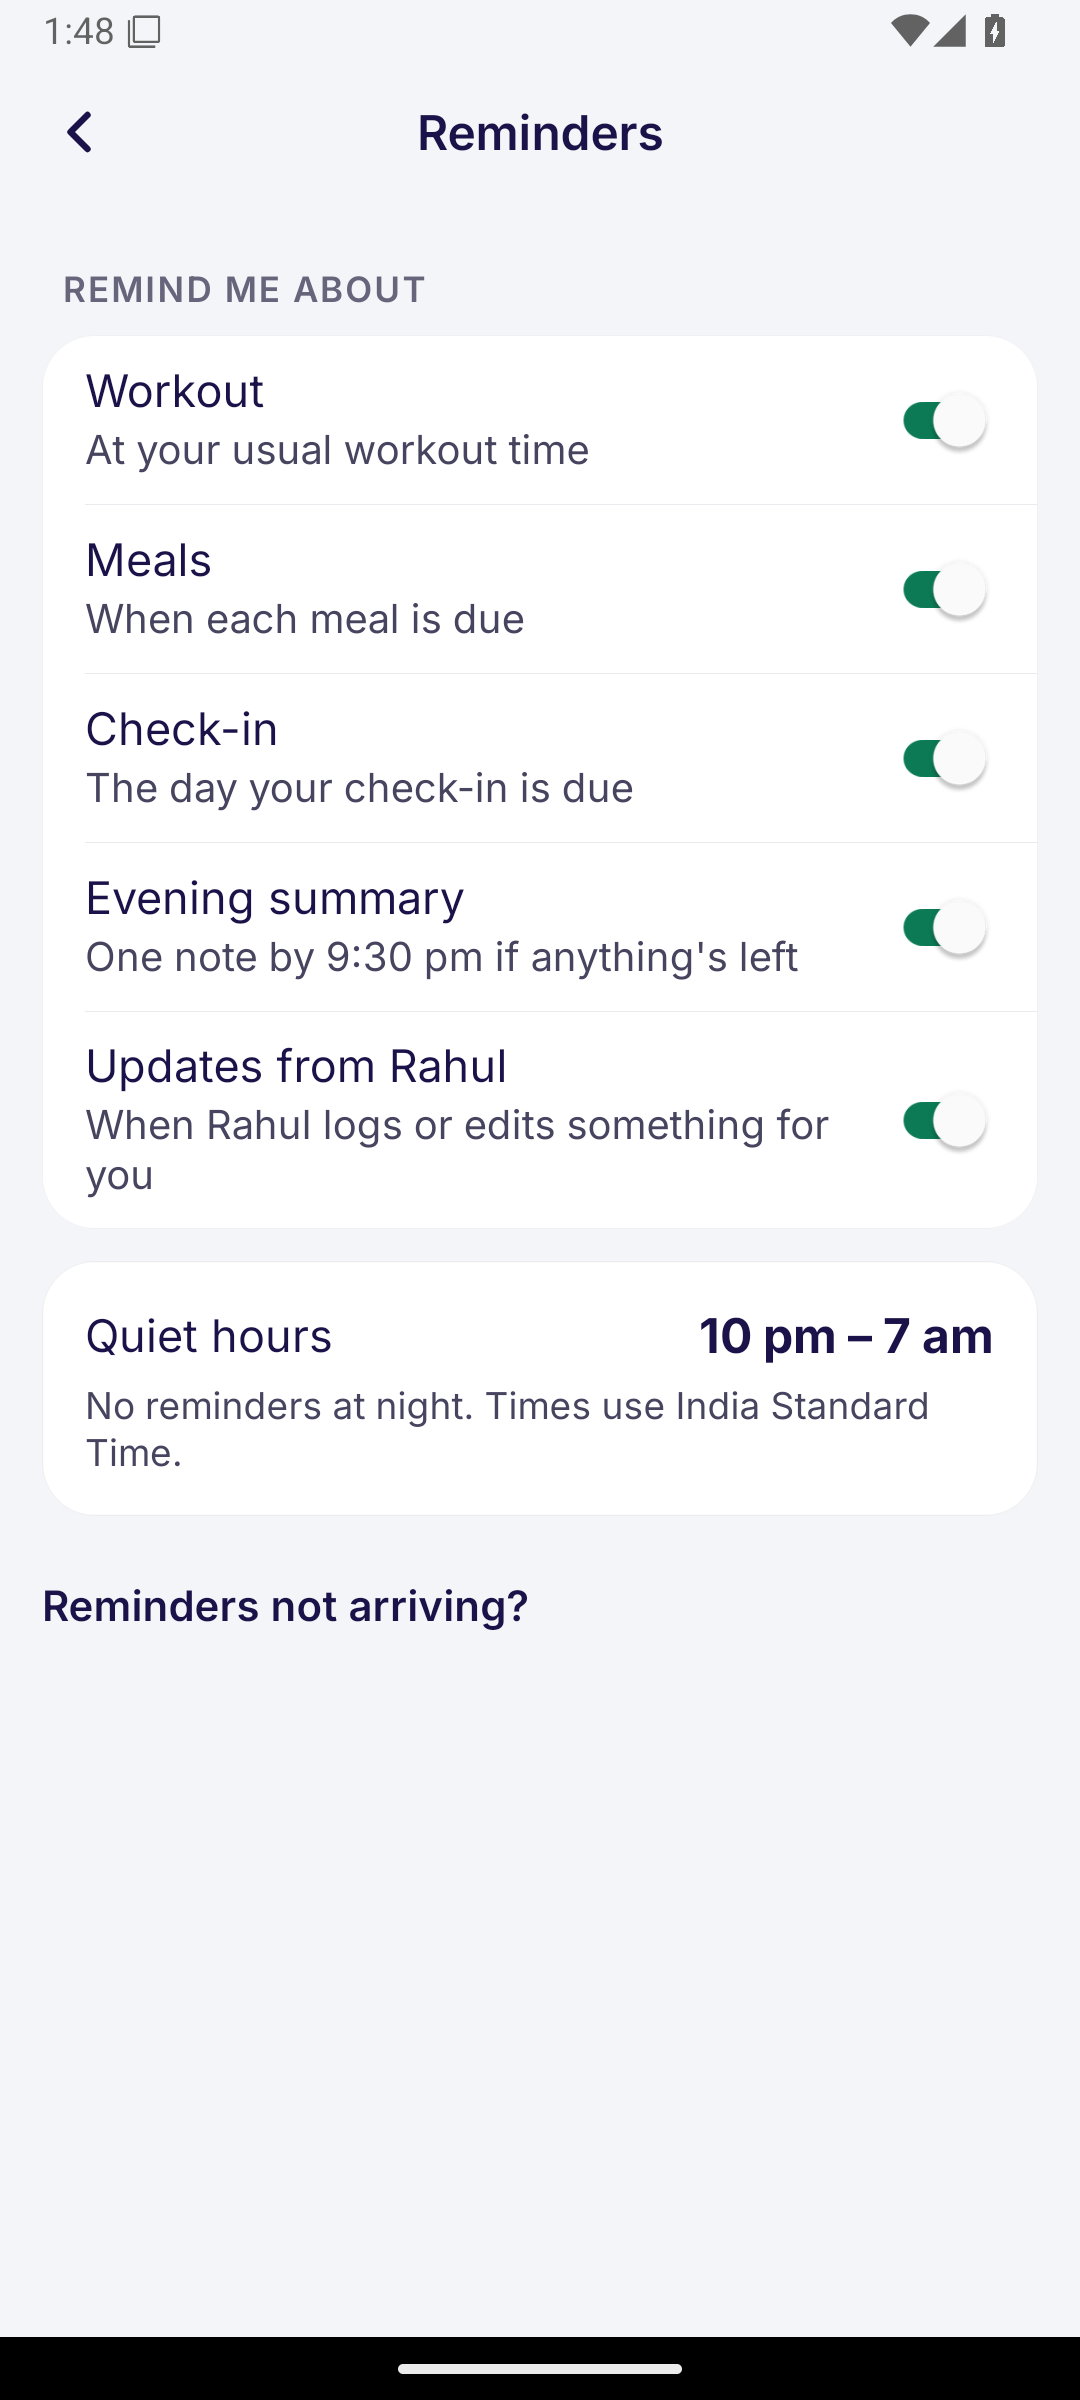 1:48
Reminders
REMIND ME ABOUT
Workout
At your usual workout time
Meals
When each meal is due
Check-in
The day your check-in is due
Evening summary
One note by 9:30 pm if anything's left
Updates from Rahul
When Rahul logs or edits something for
you
Quiet hours
10 pm – 7 am
No reminders at night. Times use India Standard
Time.
Reminders not arriving?